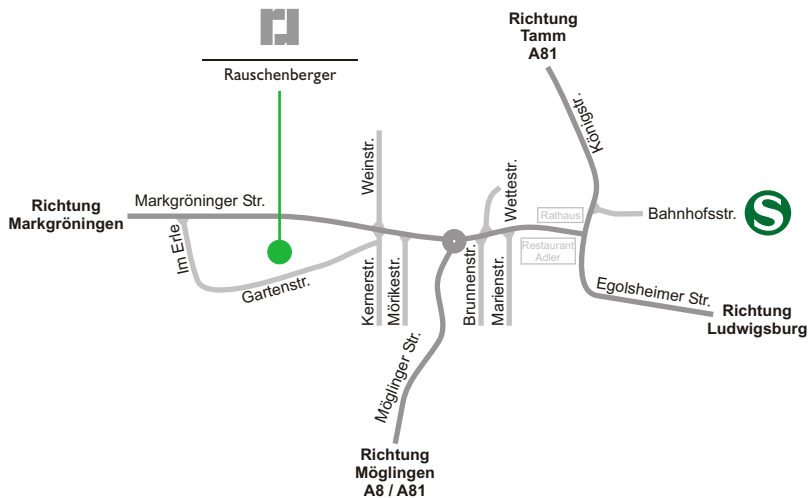 Rauschenberger
Richtung
Tamm
A81
Königstr.
Weinstr.
Wettestr.
Markgröninger Str.
Richtung
Markgröningen
Rathaus
Bahnhofsstr.
S
Im Erle
Restaurant
Adler
Gartenstr.
Kernerstr.
Mörikestr.
Brunnenstr.
Marienstr.
Egolsheimer Str.
Richtung
Ludwigsburg
Möglinger Str.
Richtung
Möglingen
A8 / A81